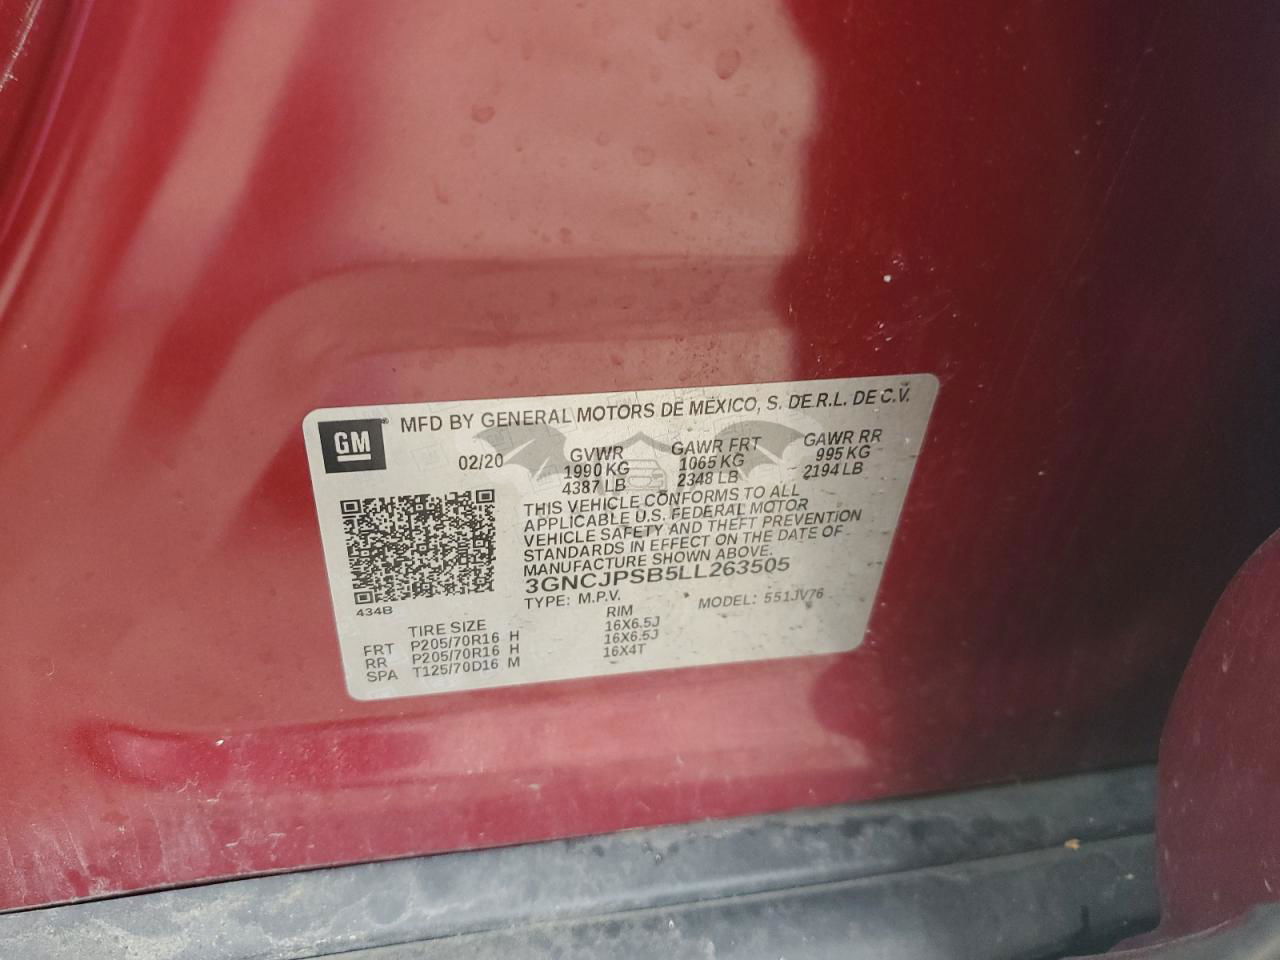 GM
MFD BY GENERAL MOTORS DE MEXICO, S. DE R.L. DE C.V.
02/20 GVWR GAWR FRT GAWR RR
1990 KG 1065 KG 995 KG
4387 LB 2348 LB 2194 LB
THIS VEHICLE CONFORMS TO ALL
APPLICABLE U.S. FEDERAL MOTOR
VEHICLE SAFETY AND THEFT PREVENTION
STANDARDS IN EFFECT ON THE DATE OF
MANUFACTURE SHOWN ABOVE.
3GNCJPSB5LL263505
TYPE: M.P.V. MODEL: 551JV76
434B
TIRE SIZE RIM
FRT P205/70R16 H 16X6.5J
RR P205/70R16 H 16X6.5J
SPA T125/70D16 M 16X4T